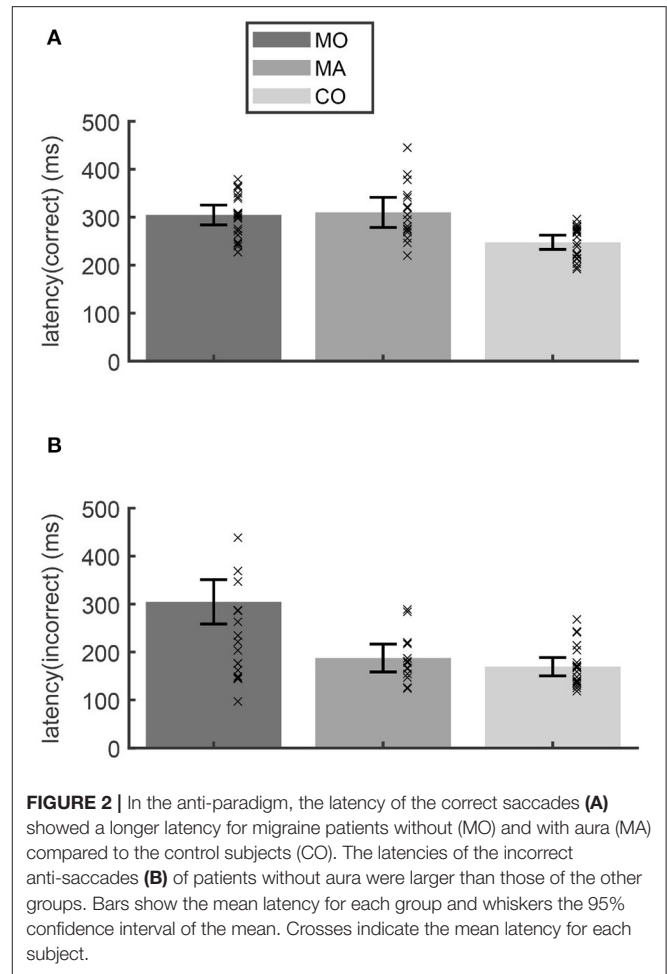 A
MO
MA
CO
latency(correct) (ms)
500
400
300
200
100
0
B
latency(incorrect) (ms)
500
400
300
200
100
0
FIGURE 2 | In the anti-paradigm, the latency of the correct saccades (A)
showed a longer latency for migraine patients without (MO) and with aura (MA)
compared to the control subjects (CO). The latencies of the incorrect
anti-saccades (B) of patients without aura were larger than those of the other
groups. Bars show the mean latency for each group and whiskers the 95%
confidence interval of the mean. Crosses indicate the mean latency for each
subject.